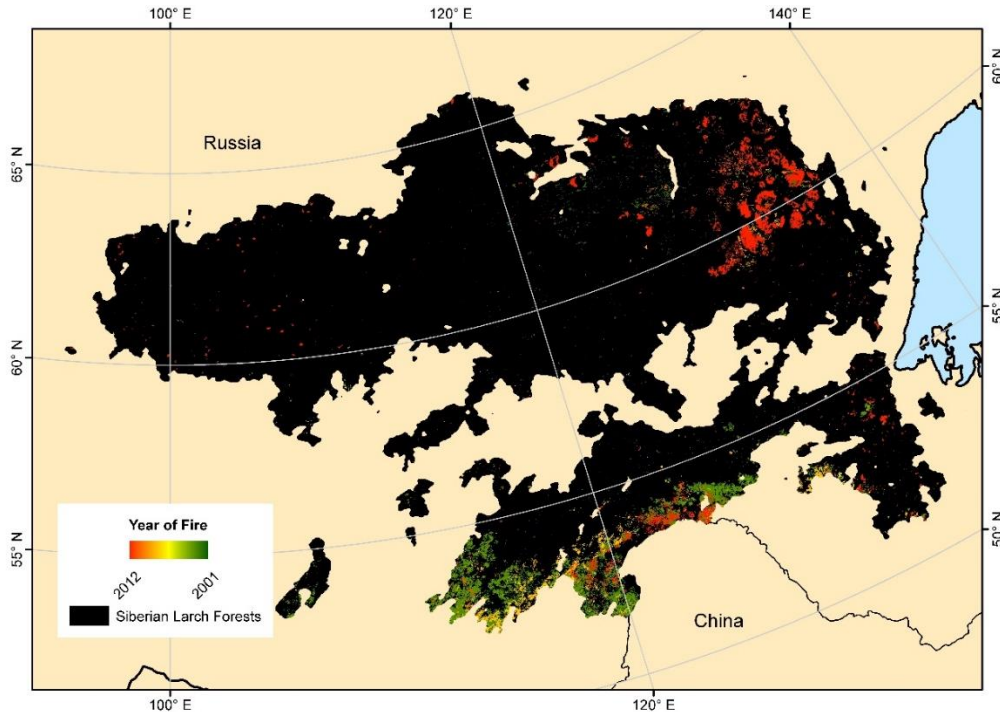 100° E
120° E
140° E
60° N
Russia
65° N
60° N
55° N
55° N
50° N
Year of Fire
2012
2001
Siberian Larch Forests
China
100° E
120° E